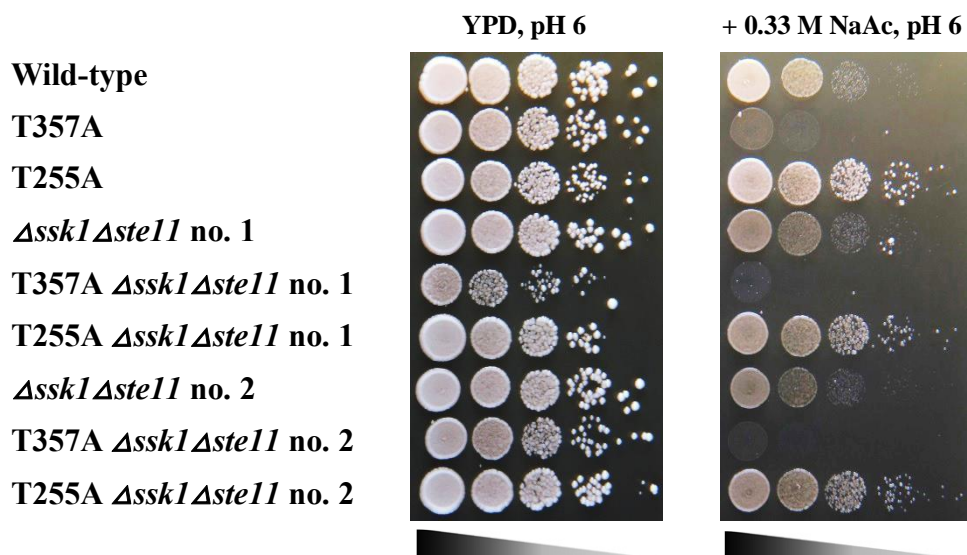 YPD, pH 6
+ 0.33 M NaAc, pH 6
Wild-type
T357A
T255A
Δssk1Δste11 no. 1
T357A Δssk1Δste11 no. 1
T255A Δssk1Δste11 no. 1
Δssk1Δste11 no. 2
T357A Δssk1Δste11 no. 2
T255A Δssk1Δste11 no. 2